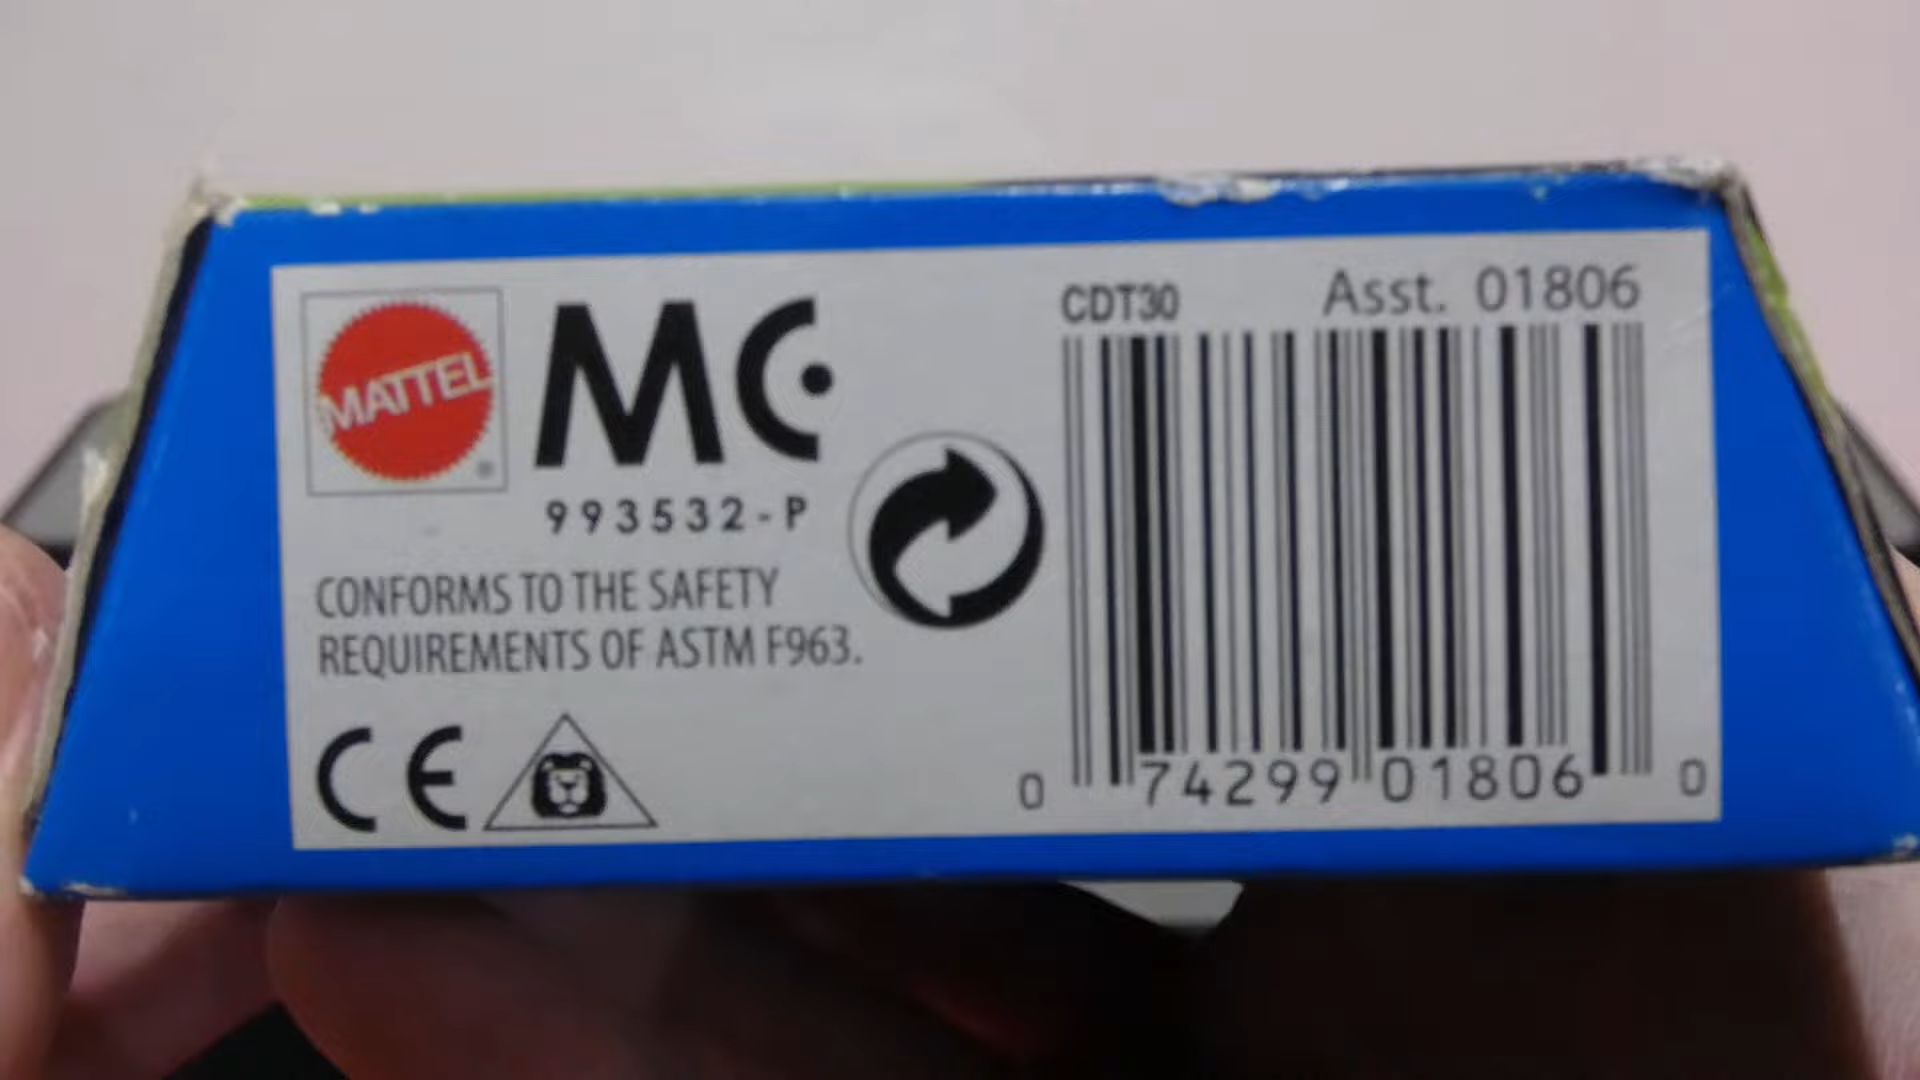 MATTEL
®
MC
993532-P
CONFORMS TO THE SAFETY
REQUIREMENTS OF ASTM F963.
CE
CDT30 Asst. 01806
0 74299 01806 0